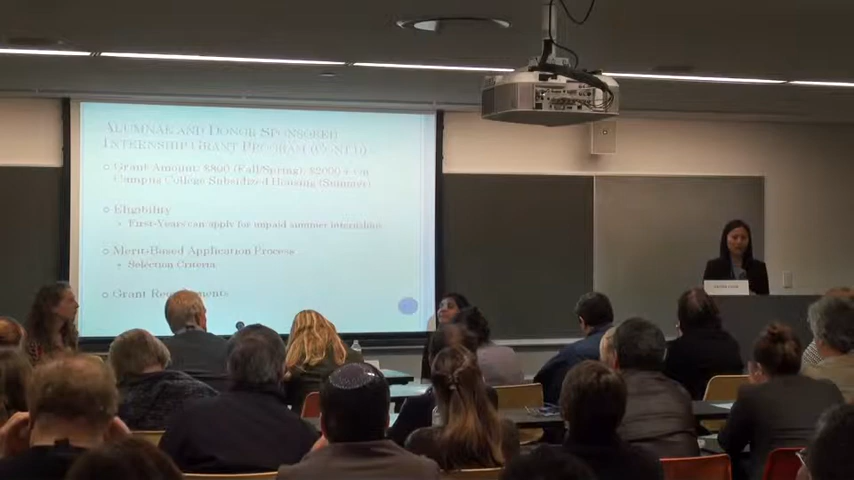 ALUMNAE AND DONOR SPONSORED
INTERNSHIP GRANT PROGRAM
Grant Amount: $800 (Fall/Spring), $2000 + on
Campus College Subsidized Housing (Summer)
Eligibility
First-Years can apply for unpaid summer internships
Merit-Based Application Process
Selection Criteria
Grant Requirements